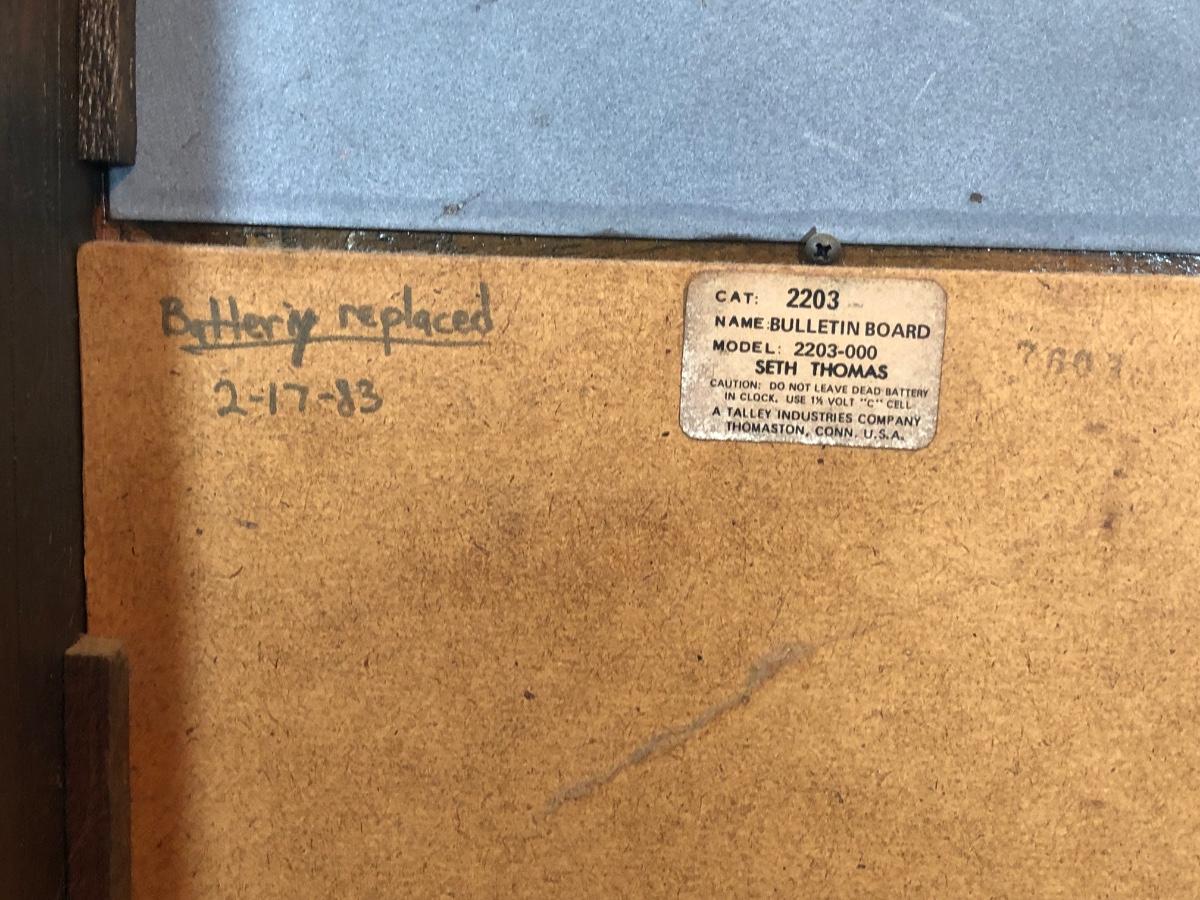 Batteriy replaced
2-17-83
CAT: 2203
NAME: BULLETIN BOARD
MODEL: 2203-000
SETH THOMAS
CAUTION: DO NOT LEAVE DEAD BATTERY
IN CLOCK. USE 1½ VOLT "C" CELL
A TALLEY INDUSTRIES COMPANY
THOMASTON, CONN. U.S.A.